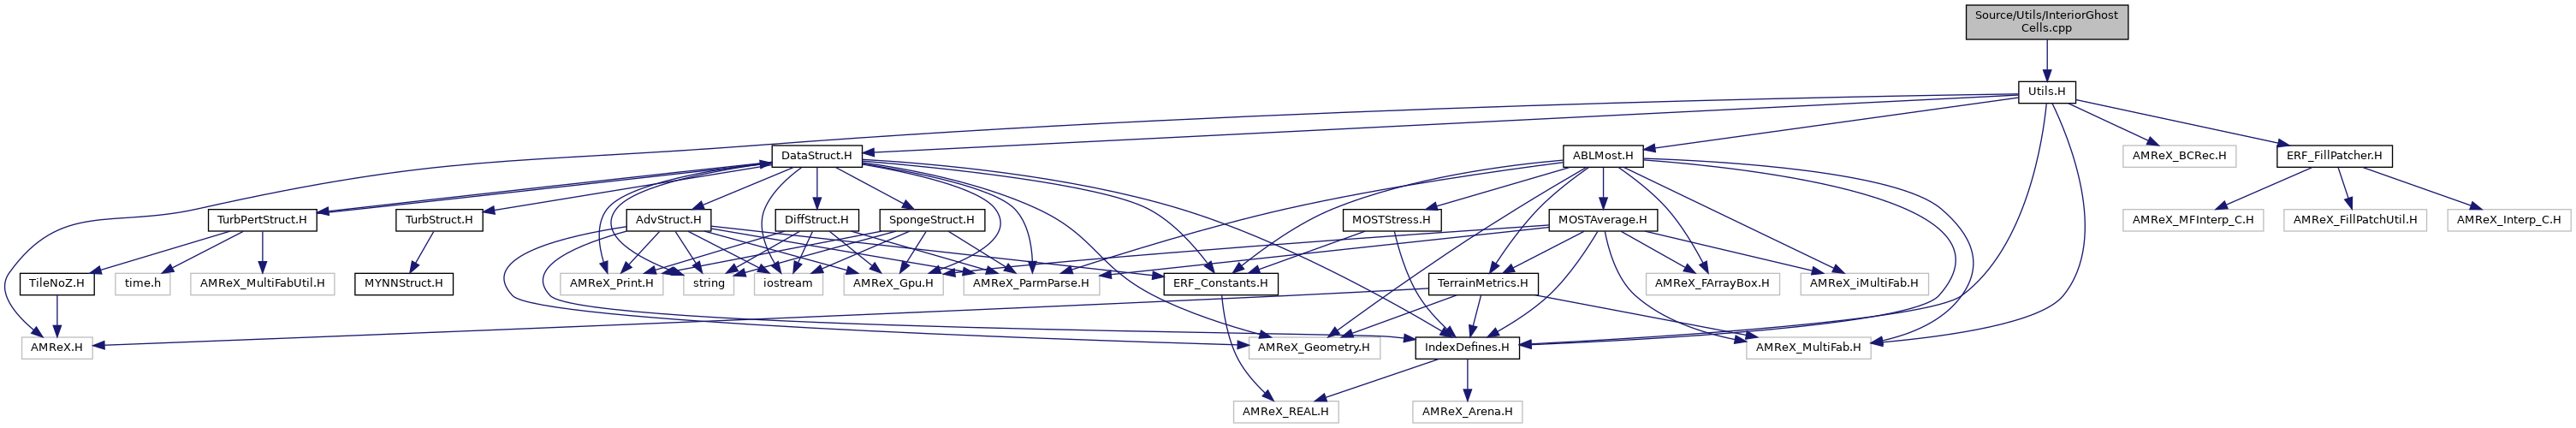 Source/Utils/InteriorGhost
Cells.cpp
Utils.H
DataStruct.H
ABLMost.H
AMReX_BCRec.H
ERF_FillPatcher.H
TurbPertStruct.H
TurbStruct.H
AdvStruct.H
DiffStruct.H
SpongeStruct.H
MOSTStress.H
MOSTAverage.H
AMReX_MFInterp_C.H
AMReX_FillPatchUtil.H
AMReX_Interp_C.H
TileNoZ.H
time.h
AMReX_MultiFabUtil.H
MYNNStruct.H
AMReX_Print.H
string
iostream
AMReX_Gpu.H
AMReX_ParmParse.H
ERF_Constants.H
TerrainMetrics.H
AMReX_FArrayBox.H
AMReX_iMultiFab.H
AMReX.H
AMReX_Geometry.H
IndexDefines.H
AMReX_MultiFab.H
AMReX_REAL.H
AMReX_Arena.H